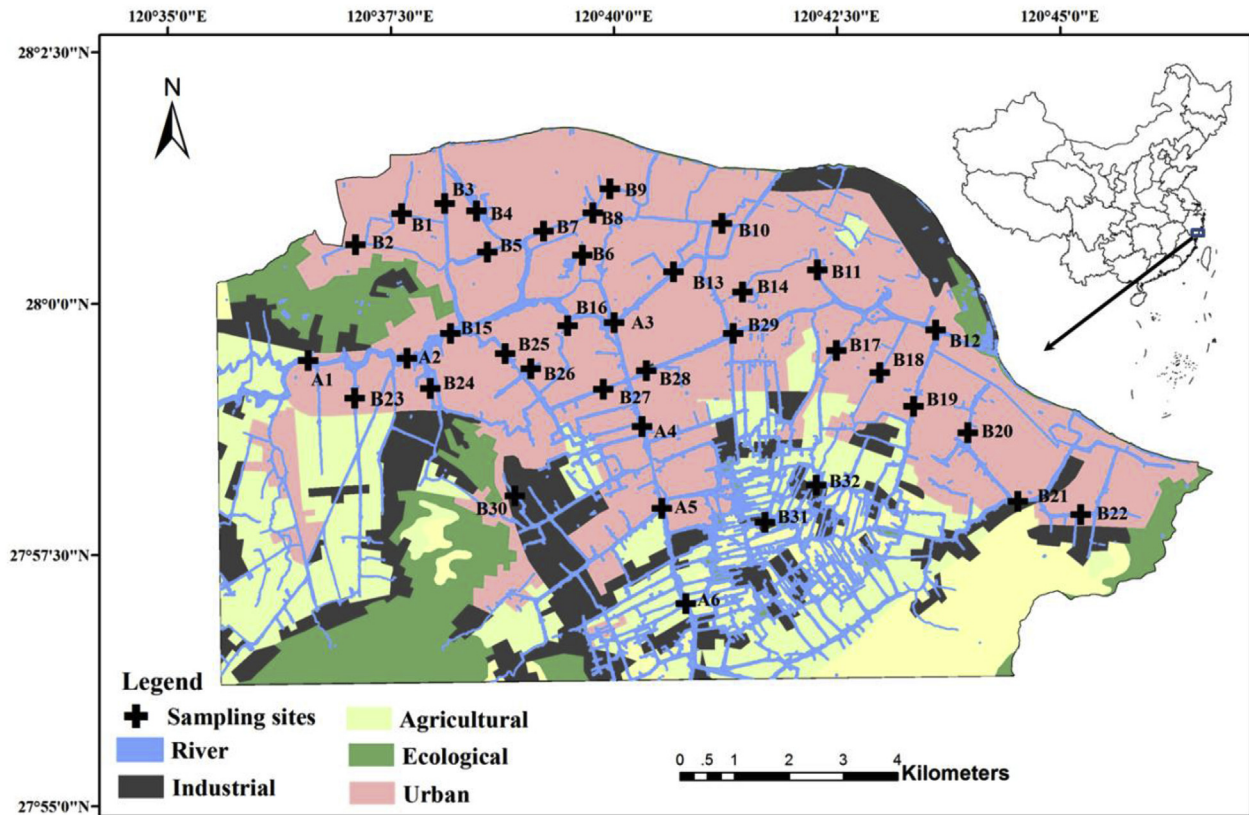 120°35'0"E 120°37'30"E 120°40'0"E 120°42'30"E 120°45'0"E
28°2'30"N
N
B3 B9
B1 B4 B7 B8
B2 B5 B6 B10
B13 B14 B11
28°0'0"N
B16 A3 B29
B15 B25 B17 B12
A1 A2 B26 B28 B18
B23 B24 B27 B19
A4 B20
B32
B30 A5 B31 B21 B22
27°57'30"N
A6
Legend
Sampling sites Agricultural
River Ecological
Industrial Urban
0 .5 1 2 3 4
Kilometers
27°55'0"N